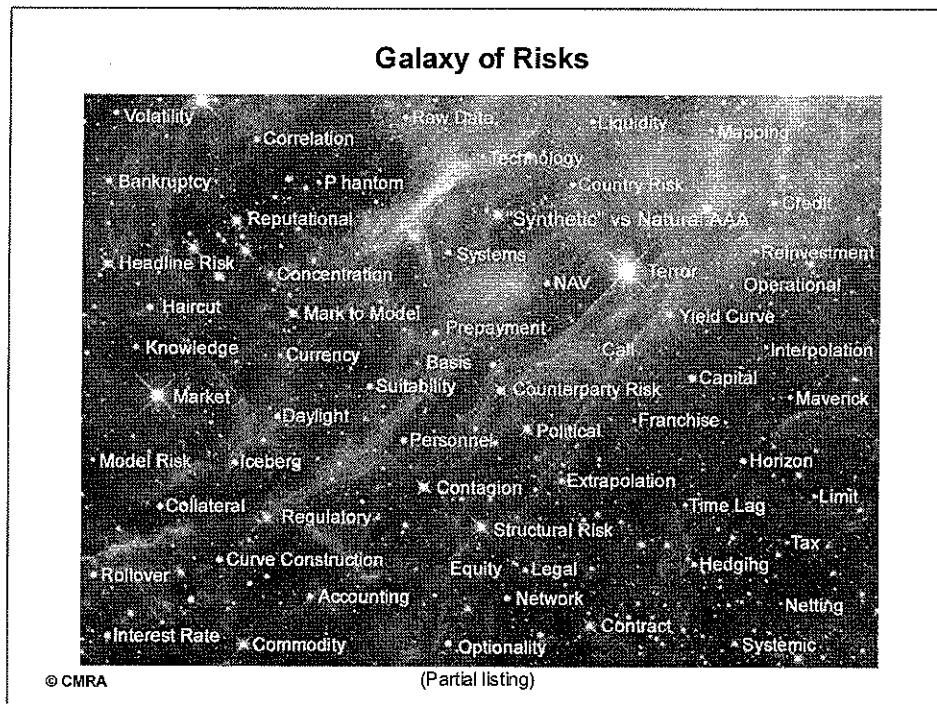 Galaxy of Risks
Volatility
Raw Data
Liquidity
Mapping
Correlation
Technology
Bankruptcy
Phantom
Country Risk
Credit
Reputational
"Synthetic" vs Natural AAA
Headline Risk
Systems
Reinvestment
Concentration
NAV
Terror
Operational
Haircut
Mark to Model
Yield Curve
Prepayment
Knowledge
Currency
Basis
Call
Interpolation
Market
Suitability
Counterparty Risk
Capital
Maverick
Daylight
Personnel
Political
Franchise
Model Risk
Iceberg
Horizon
Contagion
Extrapolation
Collateral
Regulatory
Time Lag
Limit
Structural Risk
Tax
Rollover
Curve Construction
Equity
Legal
Hedging
Accounting
Network
Netting
Interest Rate
Commodity
Optionality
Contract
Systemic
© CMRA
(Partial listing)